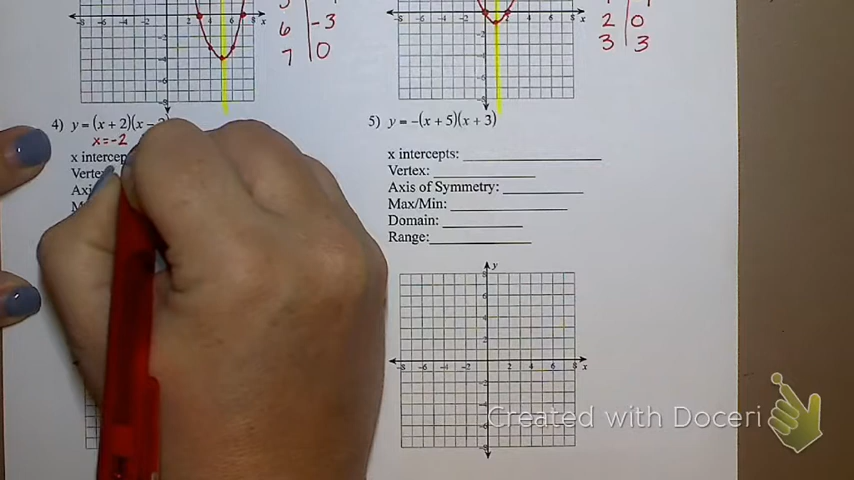 6 -3
7 0
2 0
3 3
4) y = (x + 2)(x
x = -2
x intercep
Verte
5) y = -(x + 5)(x + 3)
x intercepts:
Vertex:
Axis of Symmetry:
Max/Min:
Domain:
Range:
y
x
Created with Doceri